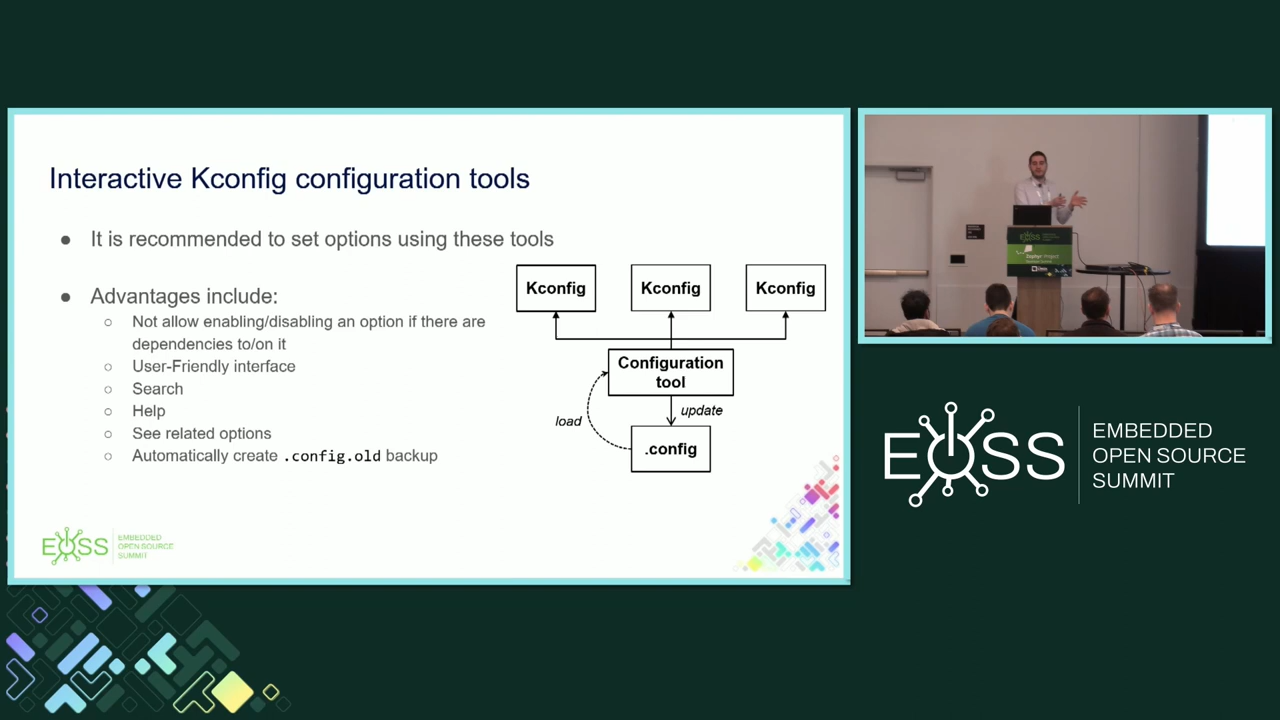 Interactive Kconfig configuration tools
● It is recommended to set options using these tools
● Advantages include:
○ Not allow enabling/disabling an option if there are
dependencies to/on it
○ User-Friendly interface
○ Search
○ Help
○ See related options
○ Automatically create .config.old backup
Kconfig
Kconfig
Kconfig
Configuration
tool
load
update
.config
EOSS
EMBEDDED
OPEN SOURCE
SUMMIT
Zephyr Project
EOSS
EMBEDDED
OPEN SOURCE
SUMMIT